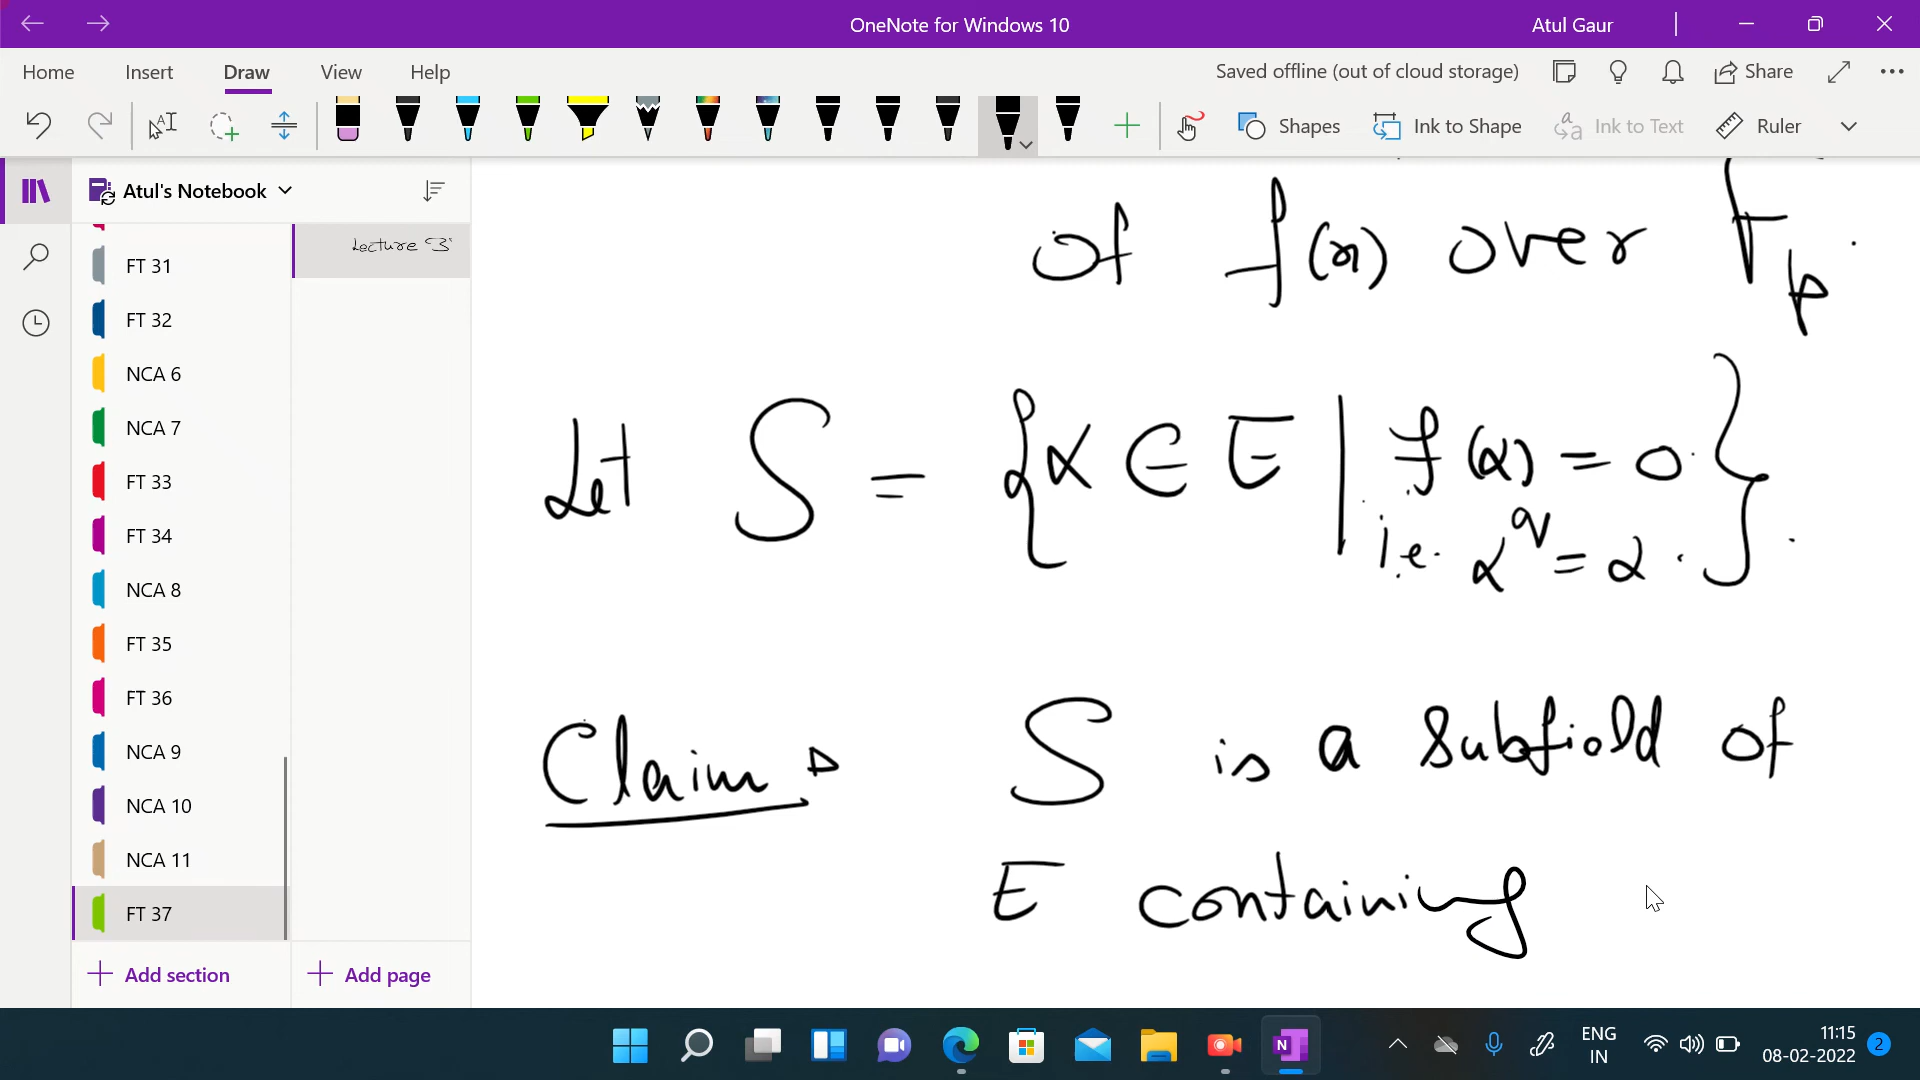 OneNote for Windows 10
Atul Gaur
Home Insert Draw View Help
Saved offline (out of cloud storage)
Share
Shapes
Ink to Shape
Ink to Text
Ruler
Atul's Notebook
Lecture 3
FT 31
FT 32
NCA 6
NCA 7
FT 33
FT 34
NCA 8
FT 35
FT 36
NCA 9
NCA 10
NCA 11
FT 37
Add section
Add page
of f(x) over F_p.
Let S = {α ∈ E | f(α) = 0.
i.e. α^q = α.}.
Claim
S is a subfield of
E containing
ENG
IN
11:15
08-02-2022
2